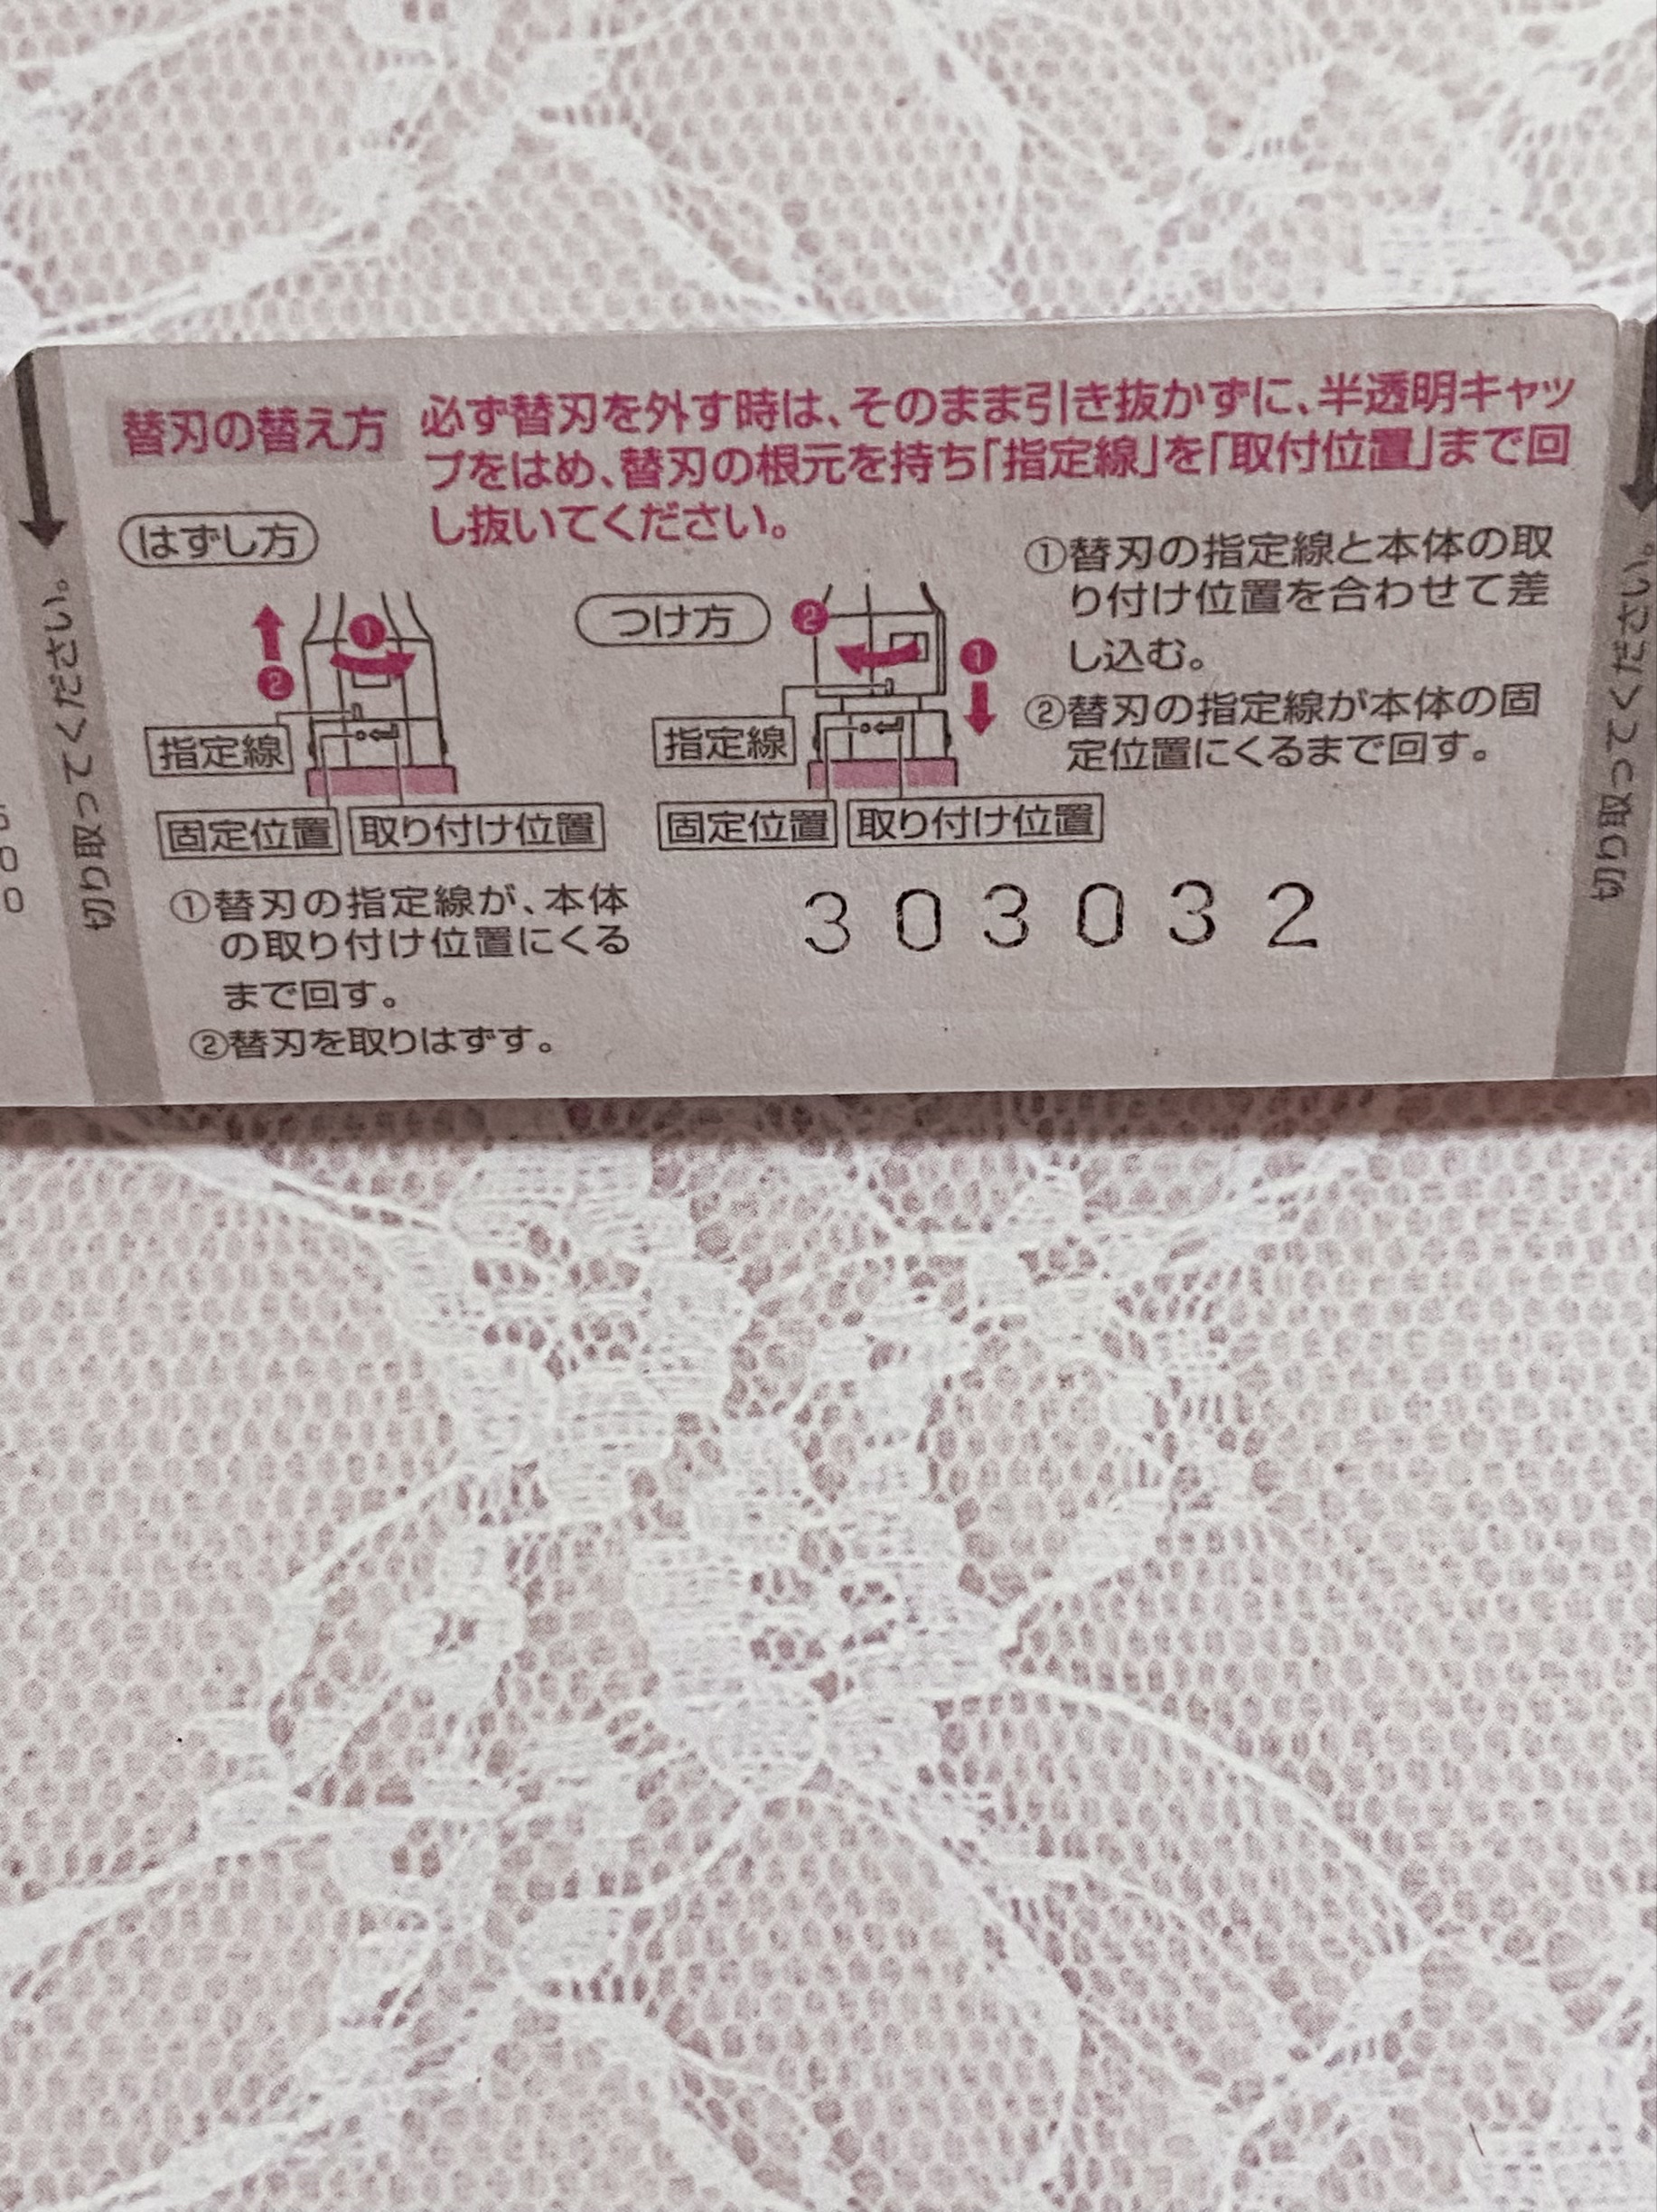 替刃の替え方
必ず替刃を外す時は、そのまま引き抜かずに、半透明キャッ
プをはめ、替刃の根元を持ち「指定線」を「取付位置」まで回
し抜いてください。
はずし方
1
2
指定線
固定位置
取り付け位置
①替刃の指定線が、本体
の取り付け位置にくる
まで回す。
②替刃を取りはずす。
つけ方
2
1
指定線
固定位置
取り付け位置
①替刃の指定線と本体の取
り付け位置を合わせて差
し込む。
②替刃の指定線が本体の固
定位置にくるまで回す。
303032
切り取ってください。
切り取ってください。
0
0